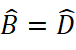 B̂ = D̂